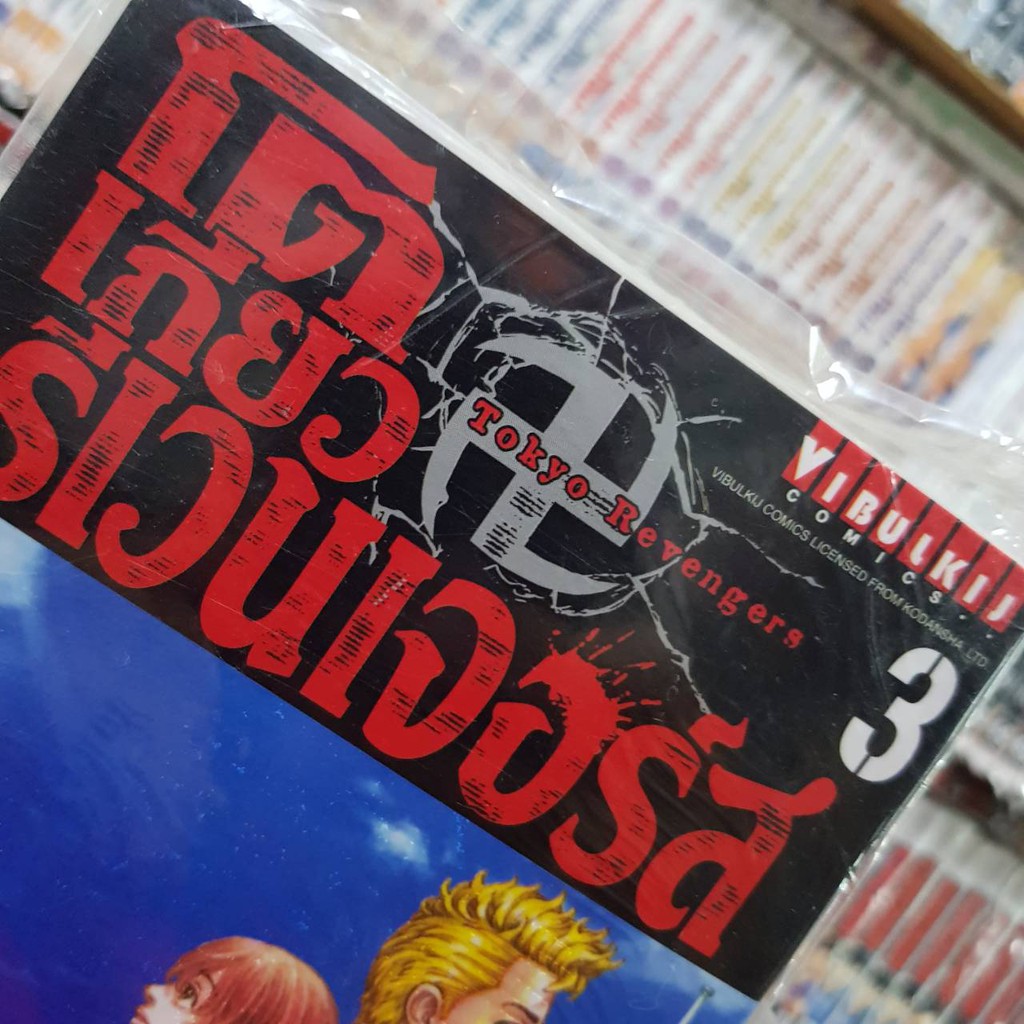 โต
เกียว
รีเวนเจอร์ส
Tokyo Revengers
VIBULKIJ
COMICS
VIBULKIJ COMICS LICENSED FROM KODANSHA LTD.
3